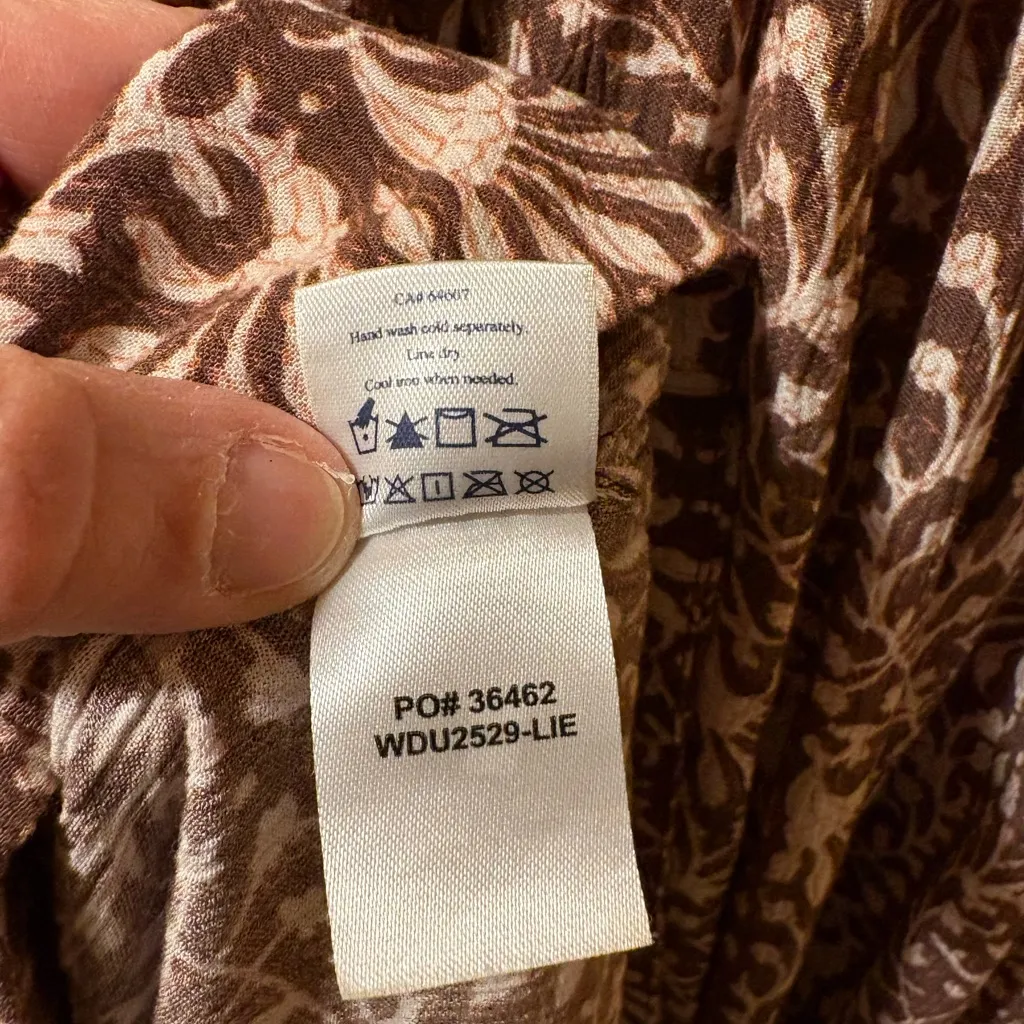 CA# 64607
Hand wash cold separately.
Line dry.
Cool iron when needed.
PO# 36462
WDU2529-LIE